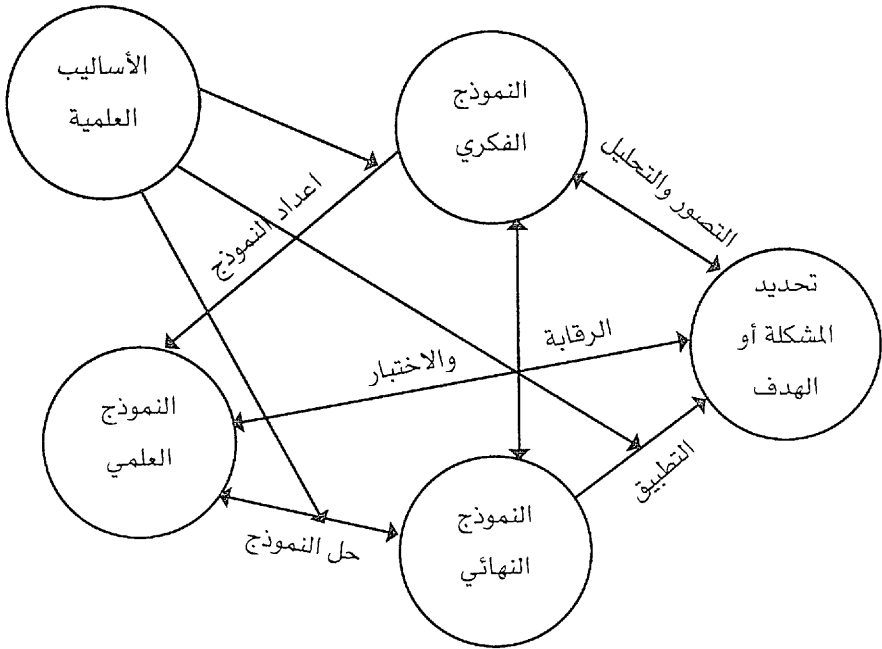 الأساليب
العلمية
النموذج
الفكري
التصور والتحليل
اعداد النموذج
تحديد
المشكلة أو
الهدف
الرقابة
والاختبار
النموذج
العلمي
النموذج
النهائي
التطبيق
حل النموذج